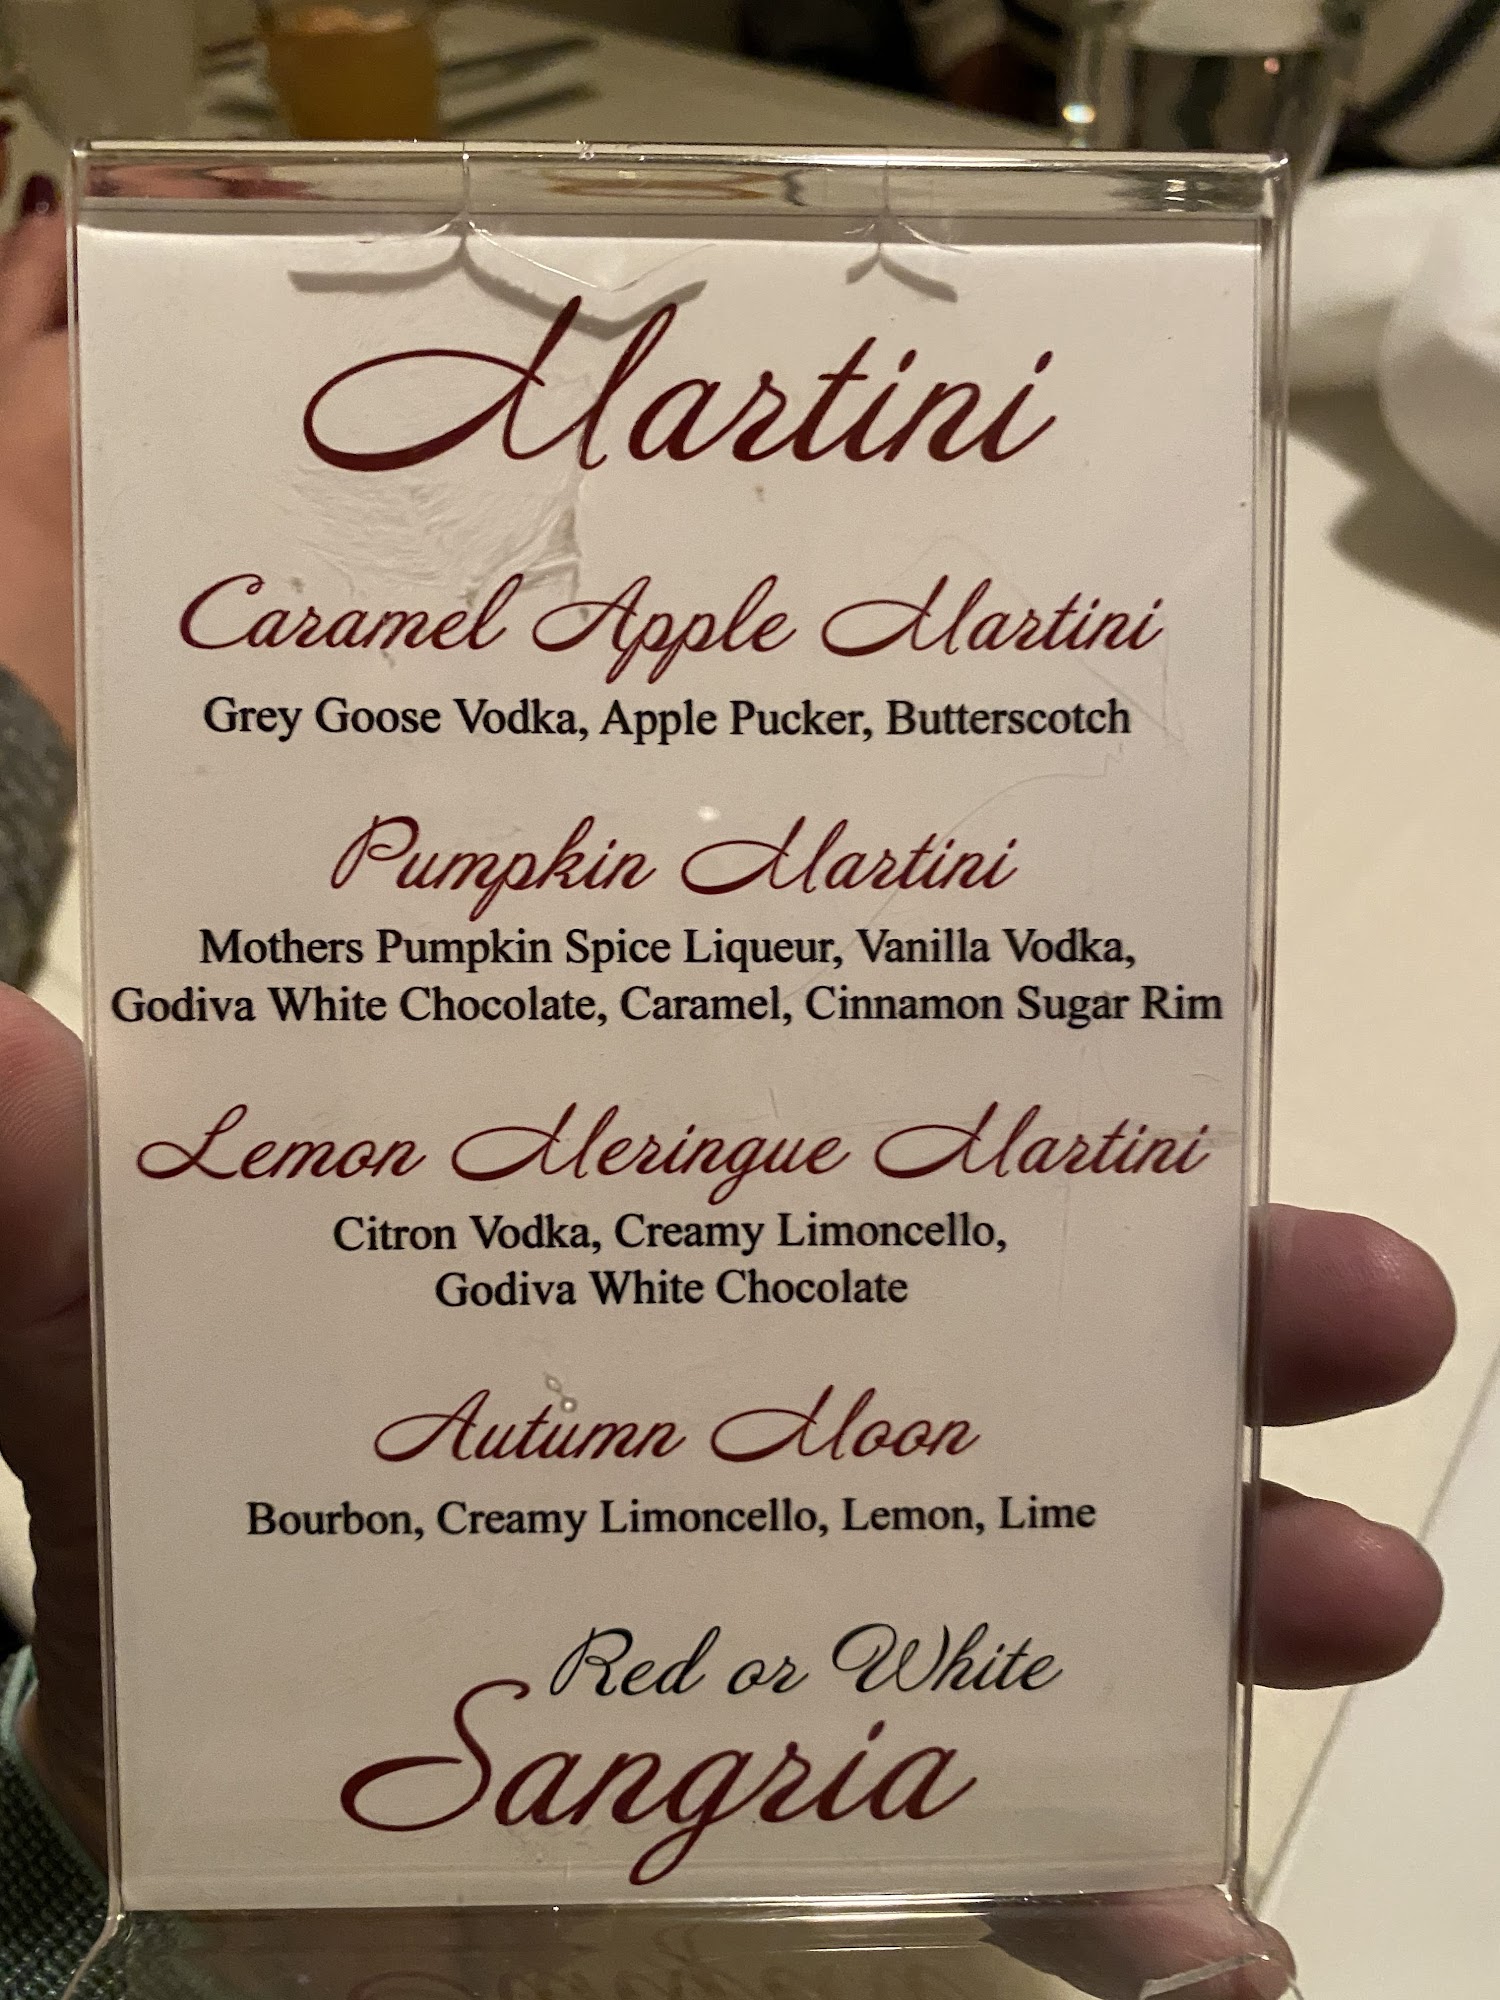 Martini
Caramel Apple Martini
Grey Goose Vodka, Apple Pucker, Butterscotch
Pumpkin Martini
Mothers Pumpkin Spice Liqueur, Vanilla Vodka,
Godiva White Chocolate, Caramel, Cinnamon Sugar Rim
Lemon Meringue Martini
Citron Vodka, Creamy Limoncello,
Godiva White Chocolate
Autumn Moon
Bourbon, Creamy Limoncello, Lemon, Lime
Red or White
Sangria